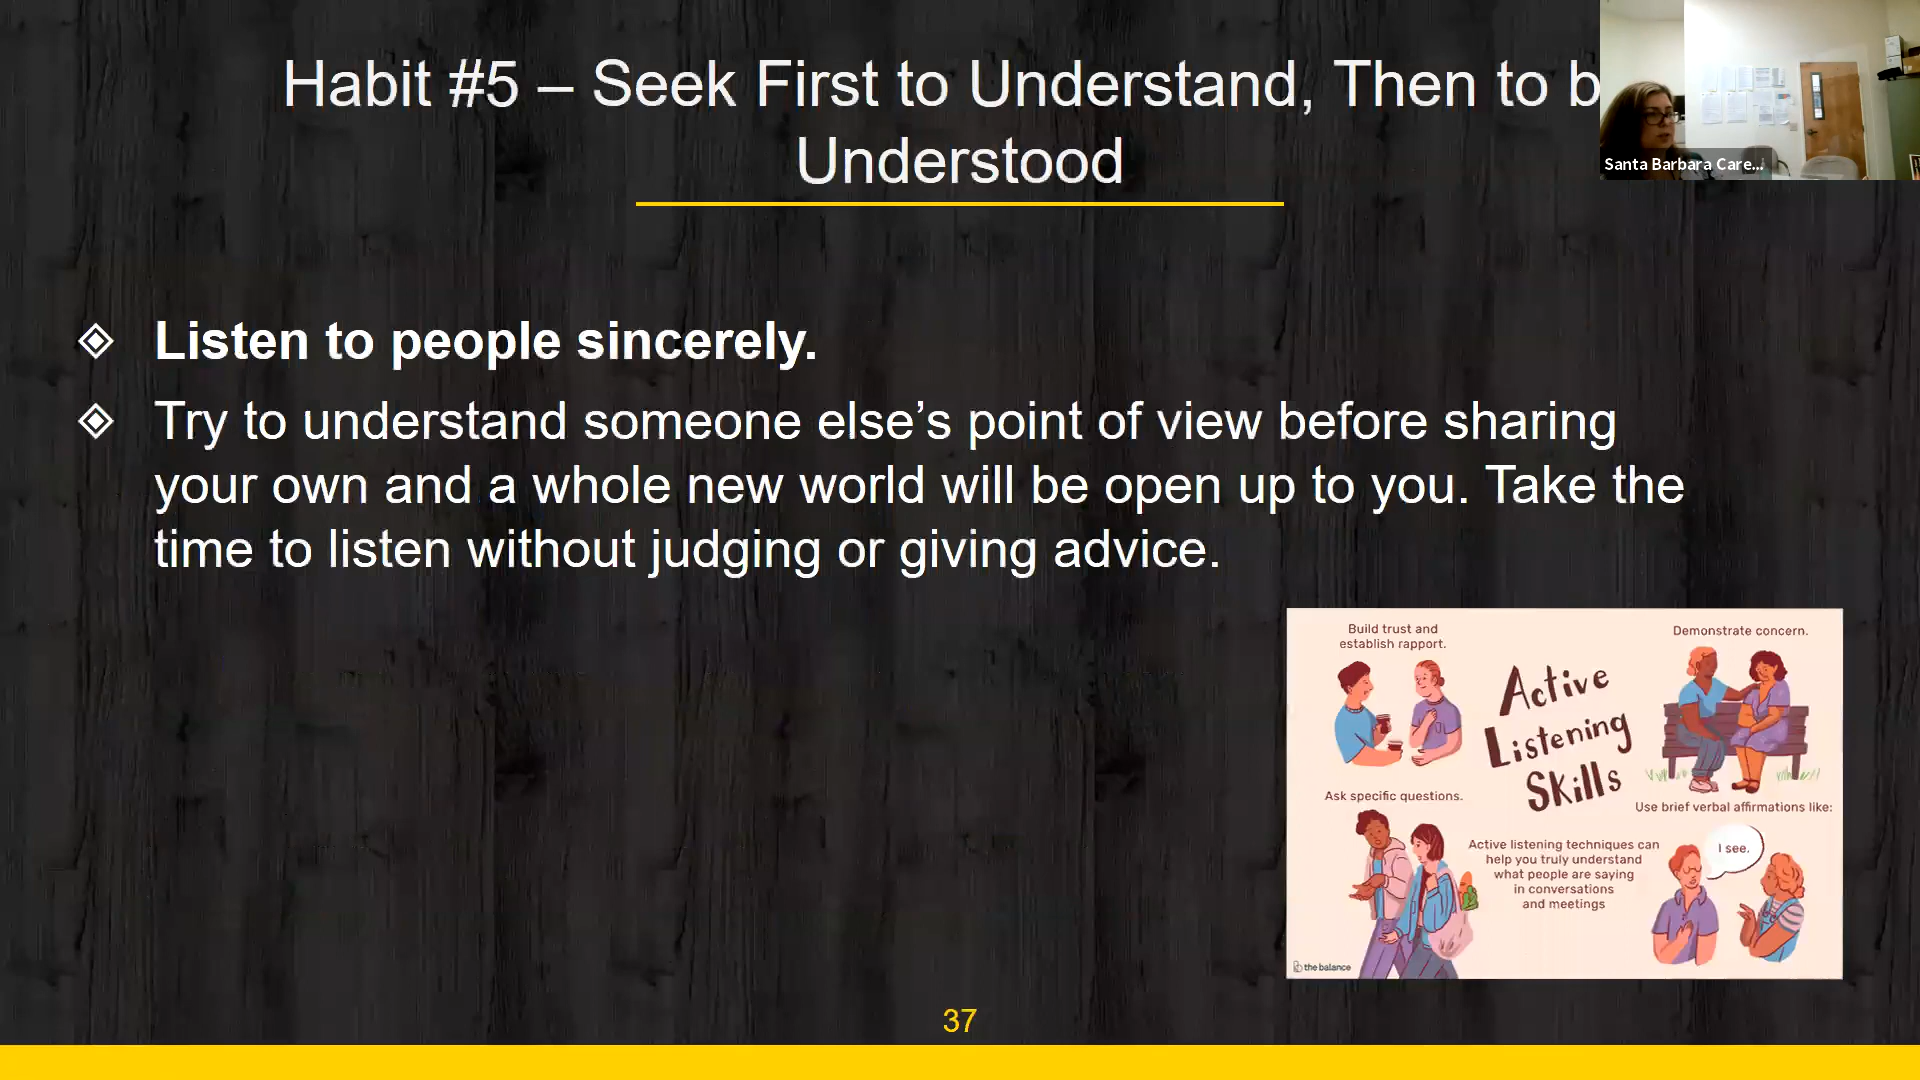 Habit #5 – Seek First to Understand, Then to b
Understood
Santa Barbara Care...
Listen to people sincerely.
Try to understand someone else’s point of view before sharing
your own and a whole new world will be open up to you. Take the
time to listen without judging or giving advice.
Build trust and
establish rapport.
Demonstrate concern.
Active
Listening
Skills
Ask specific questions.
Use brief verbal affirmations like:
I see.
Active listening techniques can
help you truly understand
what people are saying
in conversations
and meetings
the balance
37